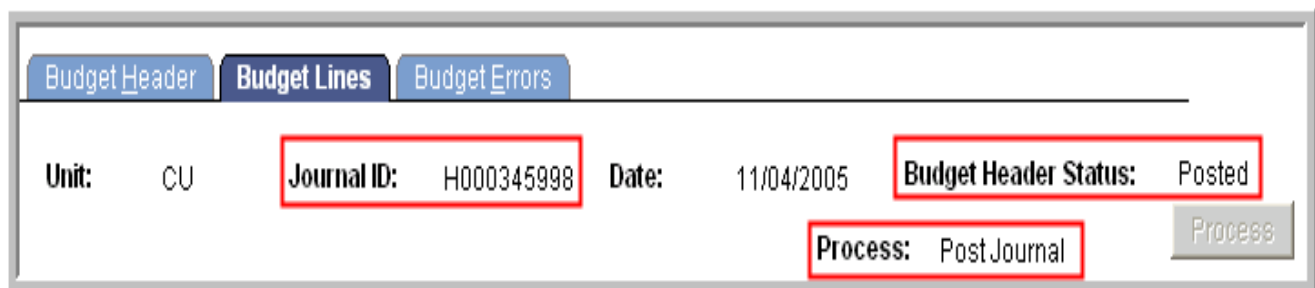 Budget Header Budget Lines Budget Errors
Unit: CU Journal ID: H000345998 Date: 11/04/2005 Budget Header Status: Posted
Process: Post Journal Process